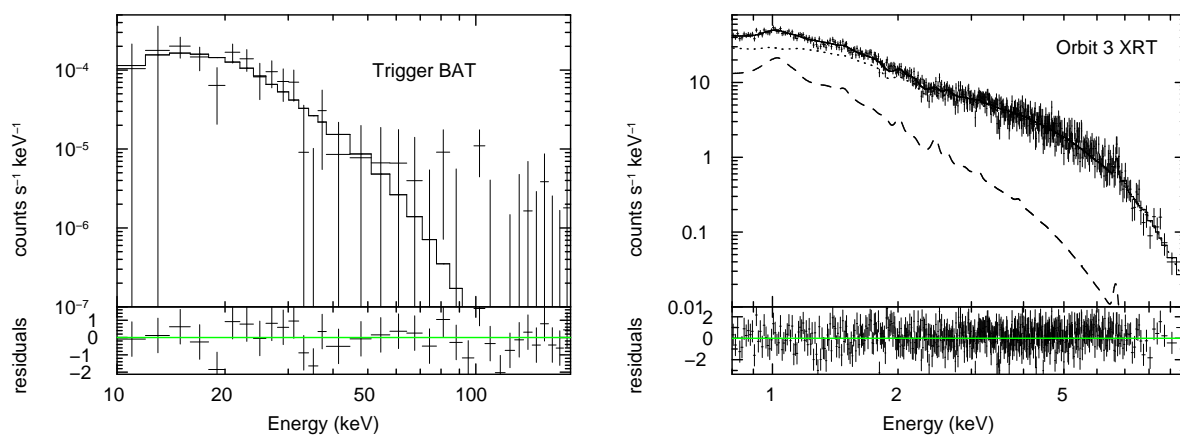 Trigger BAT
counts s⁻¹ keV⁻¹
10⁻⁴
10⁻⁵
10⁻⁶
10⁻⁷
residuals
1
0
−1
−2
10 20 50 100
Energy (keV)
Orbit 3 XRT
counts s⁻¹ keV⁻¹
10
1
0.1
0.01
residuals
2
0
−2
1 2 5
Energy (keV)